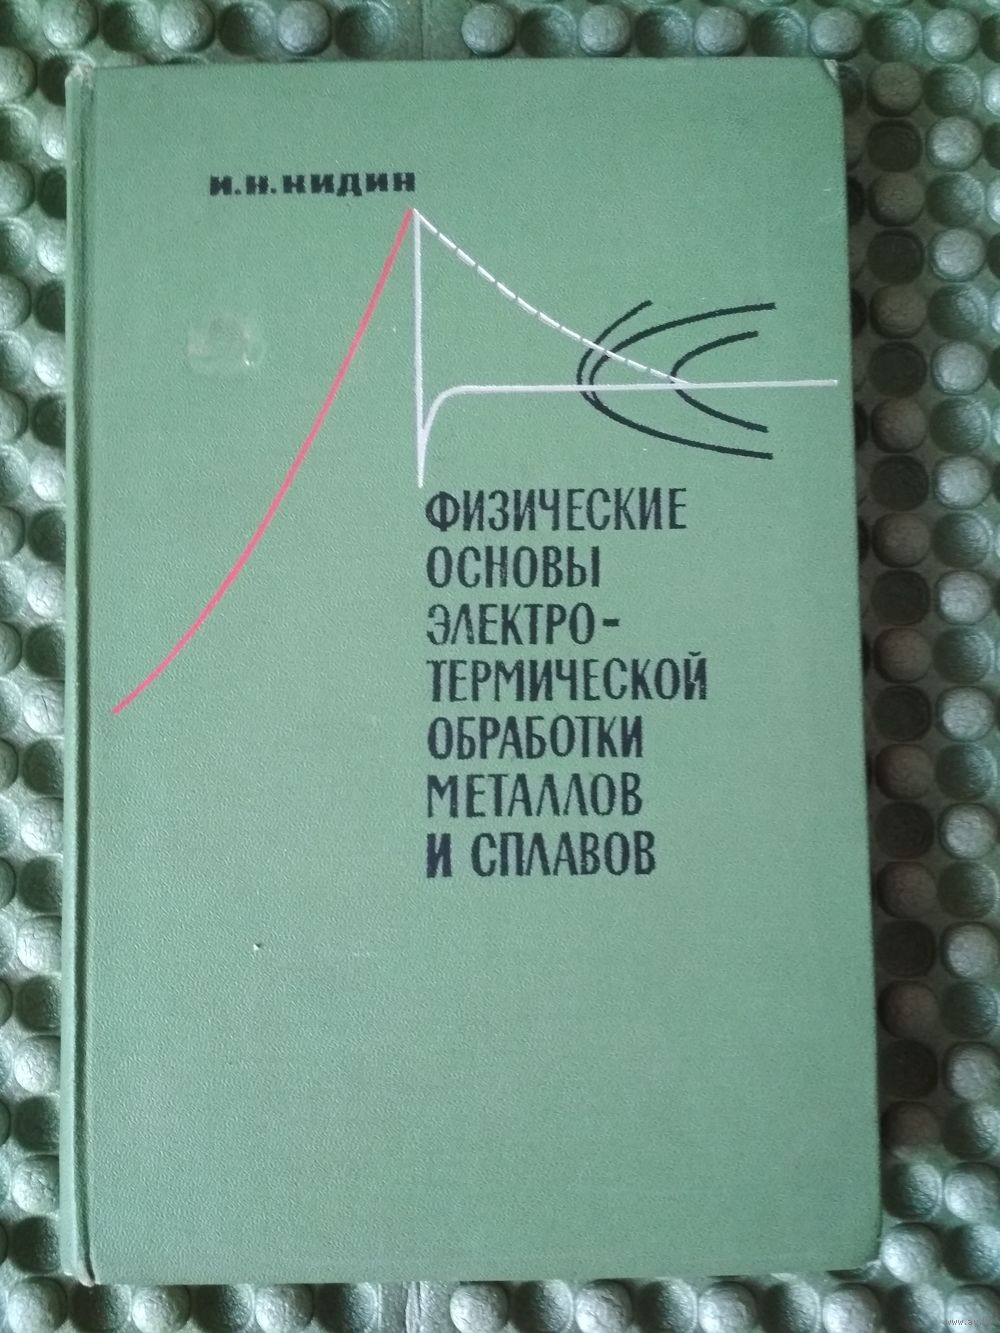 И.Н.КИДИН
ФИЗИЧЕСКИЕ
ОСНОВЫ
ЭЛЕКТРО-
ТЕРМИЧЕСКОЙ
ОБРАБОТКИ
МЕТАЛЛОВ
И СПЛАВОВ